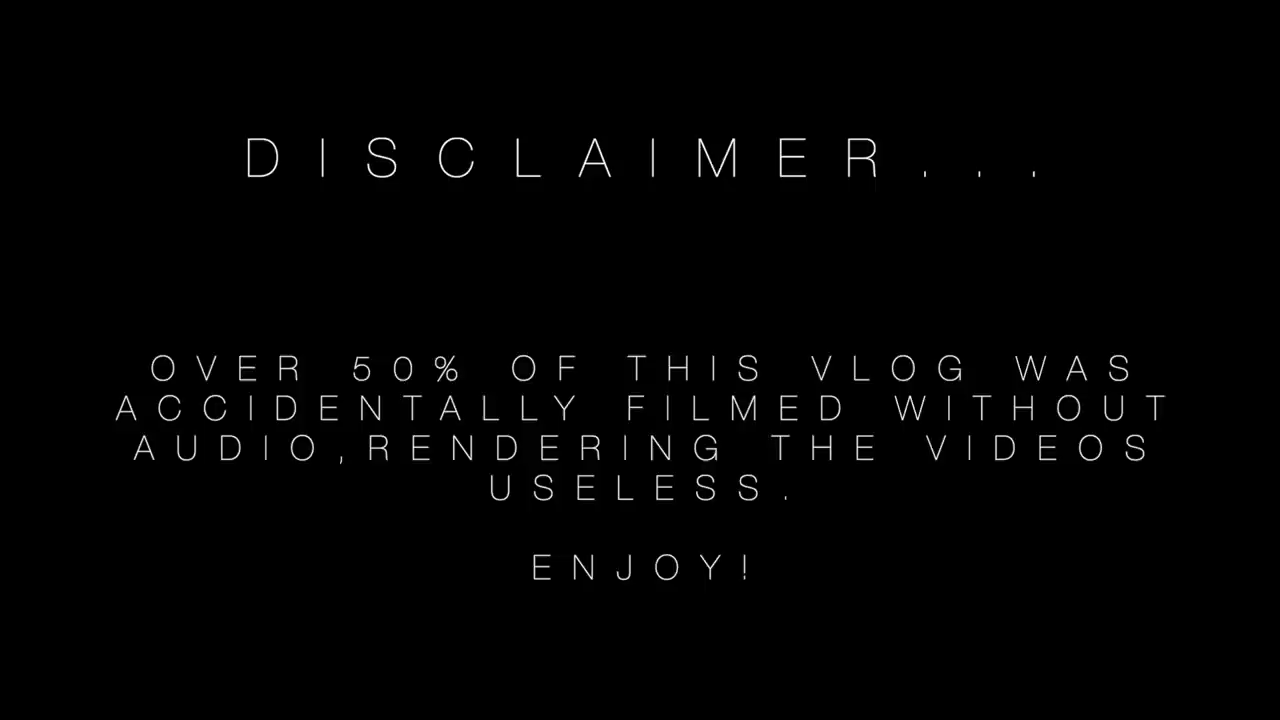 DISCLAIMER...
OVER 50% OF THIS VLOG WAS
ACCIDENTALLY FILMED WITHOUT
AUDIO,RENDERING THE VIDEOS
USELESS.
ENJOY!